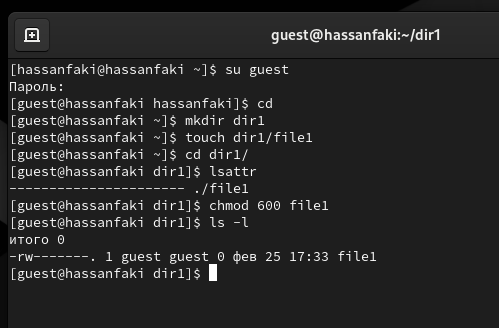 guest@hassanfaki:~/dir1
[hassanfaki@hassanfaki ~]$ su guest
Пароль:
[guest@hassanfaki hassanfaki]$ cd
[guest@hassanfaki ~]$ mkdir dir1
[guest@hassanfaki ~]$ touch dir1/file1
[guest@hassanfaki ~]$ cd dir1/
[guest@hassanfaki dir1]$ lsattr
---------------------- ./file1
[guest@hassanfaki dir1]$ chmod 600 file1
[guest@hassanfaki dir1]$ ls -l
итого 0
-rw-------. 1 guest guest 0 фев 25 17:33 file1
[guest@hassanfaki dir1]$